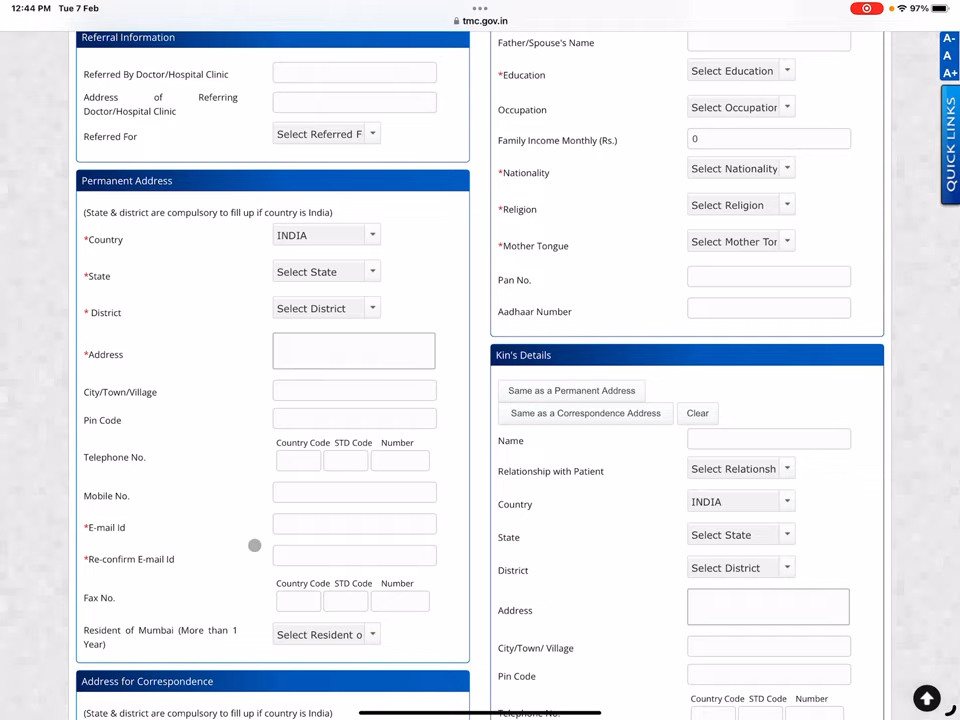 12:44 PM Tue 7 Feb
97%
tmc.gov.in
A-
A
A+
QUICK LINKS
Referral Information
Referred By Doctor/Hospital Clinic
Address of Referring
Doctor/Hospital Clinic
Referred For
Select Referred F
Permanent Address
(State & district are compulsory to fill up if country is India)
*Country
INDIA
*State
Select State
* District
Select District
*Address
City/Town/Village
Pin Code
Country Code STD Code Number
Telephone No.
Mobile No.
*E-mail Id
*Re-confirm E-mail Id
Country Code STD Code Number
Fax No.
Resident of Mumbai (More than 1
Year)
Select Resident o
Address for Correspondence
(State & district are compulsory to fill up if country is India)
Father/Spouse's Name
*Education
Select Education
Occupation
Select Occupation
Family Income Monthly (Rs.)
0
*Nationality
Select Nationality
*Religion
Select Religion
*Mother Tongue
Select Mother Tor
Pan No.
Aadhaar Number
Kin's Details
Same as a Permanent Address
Same as a Correspondence Address
Clear
Name
Relationship with Patient
Select Relationsh
Country
INDIA
State
Select State
District
Select District
Address
City/Town/ Village
Pin Code
Country Code STD Code Number
Telephone No.